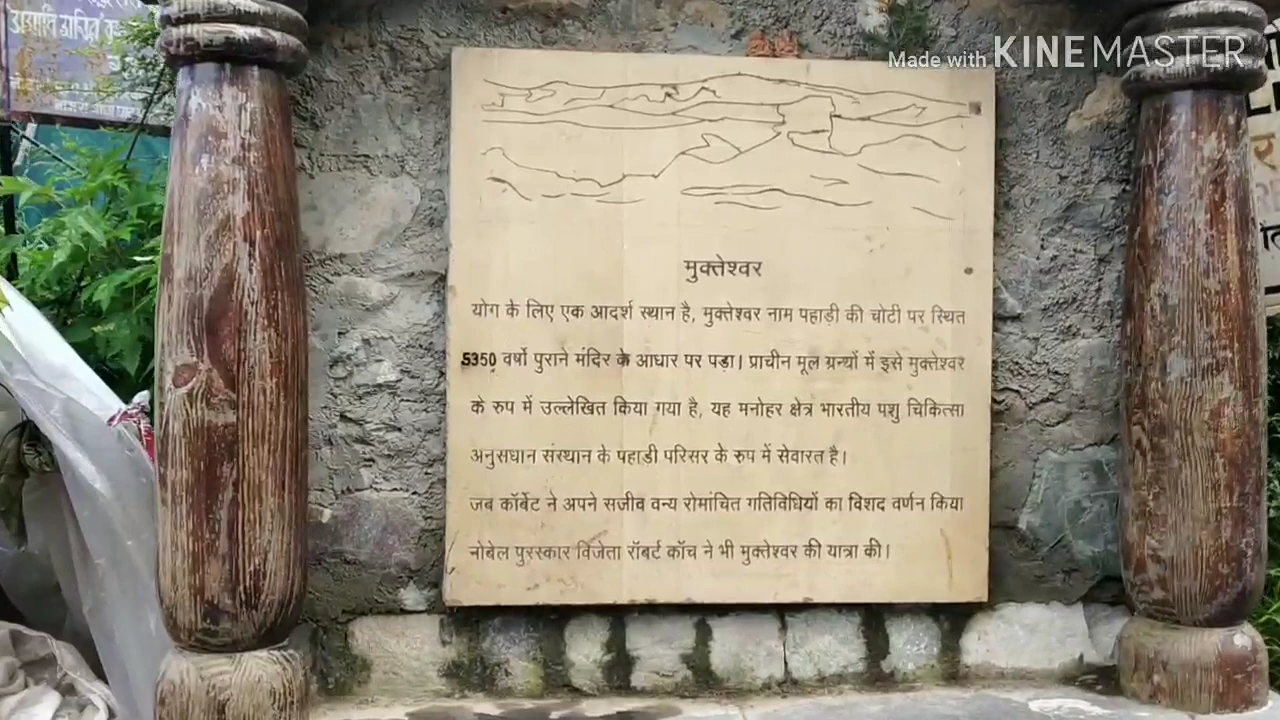 Made with KINEMASTER
मुक्तेश्वर
योग के लिए एक आदर्श स्थान है, मुक्तेश्वर नाम पहाडी की चोटी पर स्थित
5350 वर्षो पुराने मंदिर के आधार पर पड़ा। प्राचीन मूल ग्रन्थों में इसे मुक्तेश्वर
के रुप में उल्लेखित किया गया है, यह मनोहर क्षेत्र भारतीय पशु चिकित्सा
अनुसधान संस्थान के पहाडी परिसर के रुप में सेवारत है।
जब कॉर्बेट ने अपने सजीव वन्य रोमांचित गतिविधियों का विशद वर्णन किया
नोबेल पुरस्कार विजेता रॉबर्ट कॉच ने भी मुक्तेश्वर की यात्रा की।